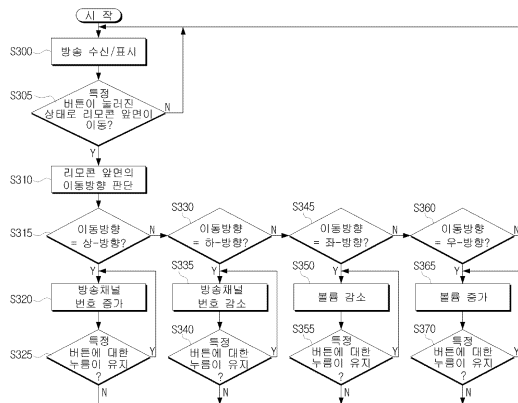 시 작
S300
방송 수신/표시
S305
특정
버튼이 눌러진
상태로 리모콘 앞면이
이동?
N
Y
S310
리모콘 앞면의
이동방향 판단
S315
이동방향
= 상-방향?
N
Y
S330
이동방향
= 하-방향?
N
Y
S345
이동방향
= 좌-방향?
N
Y
S360
이동방향
= 우-방향?
N
Y
S320
방송채널
번호 증가
S335
방송채널
번호 감소
S350
볼륨 감소
S365
볼륨 증가
S325
특정
버튼에 대한
누름이 유지
?
Y
N
S340
특정
버튼에 대한
누름이 유지
?
Y
N
S355
특정
버튼에 대한
누름이 유지
?
Y
N
S370
특정
버튼에 대한
누름이 유지
?
Y
N